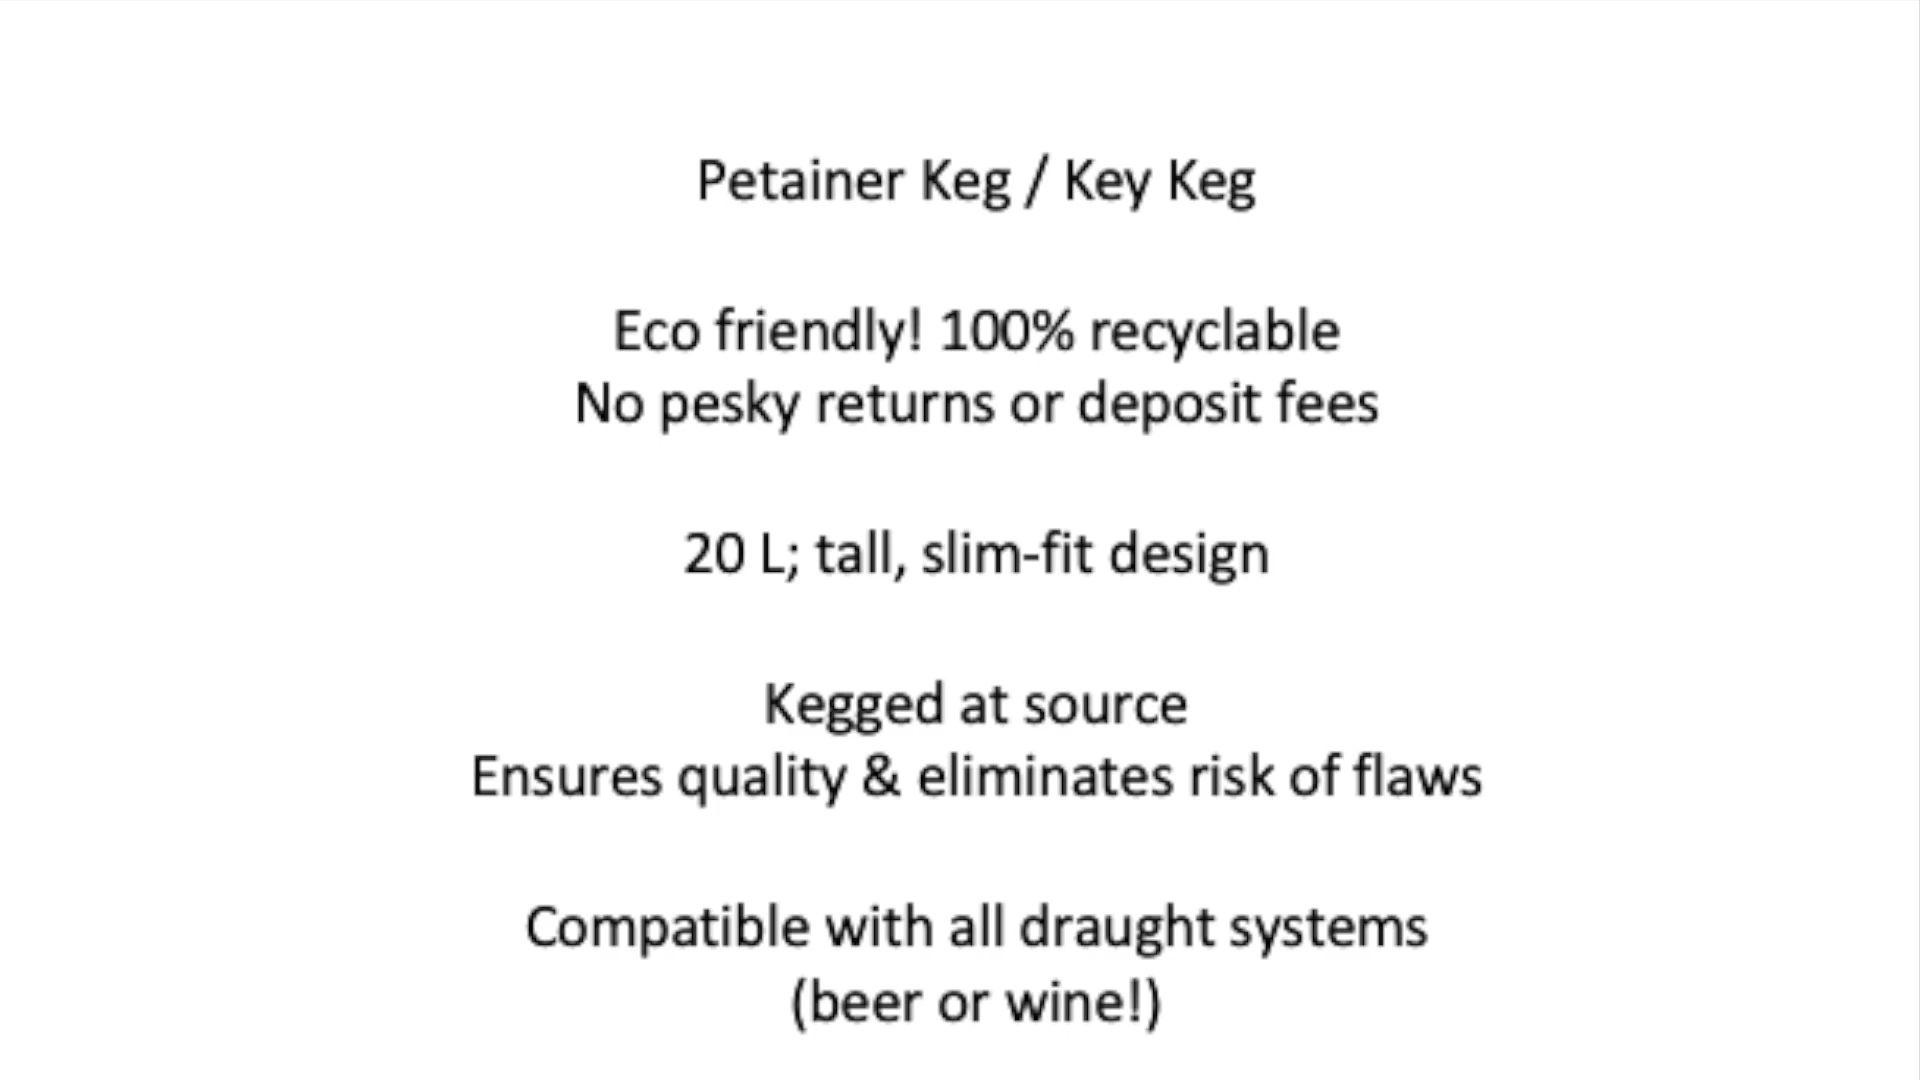 Petainer Keg / Key Keg
Eco friendly! 100% recyclable
No pesky returns or deposit fees
20 L; tall, slim-fit design
Kegged at source
Ensures quality & eliminates risk of flaws
Compatible with all draught systems
(beer or wine!)